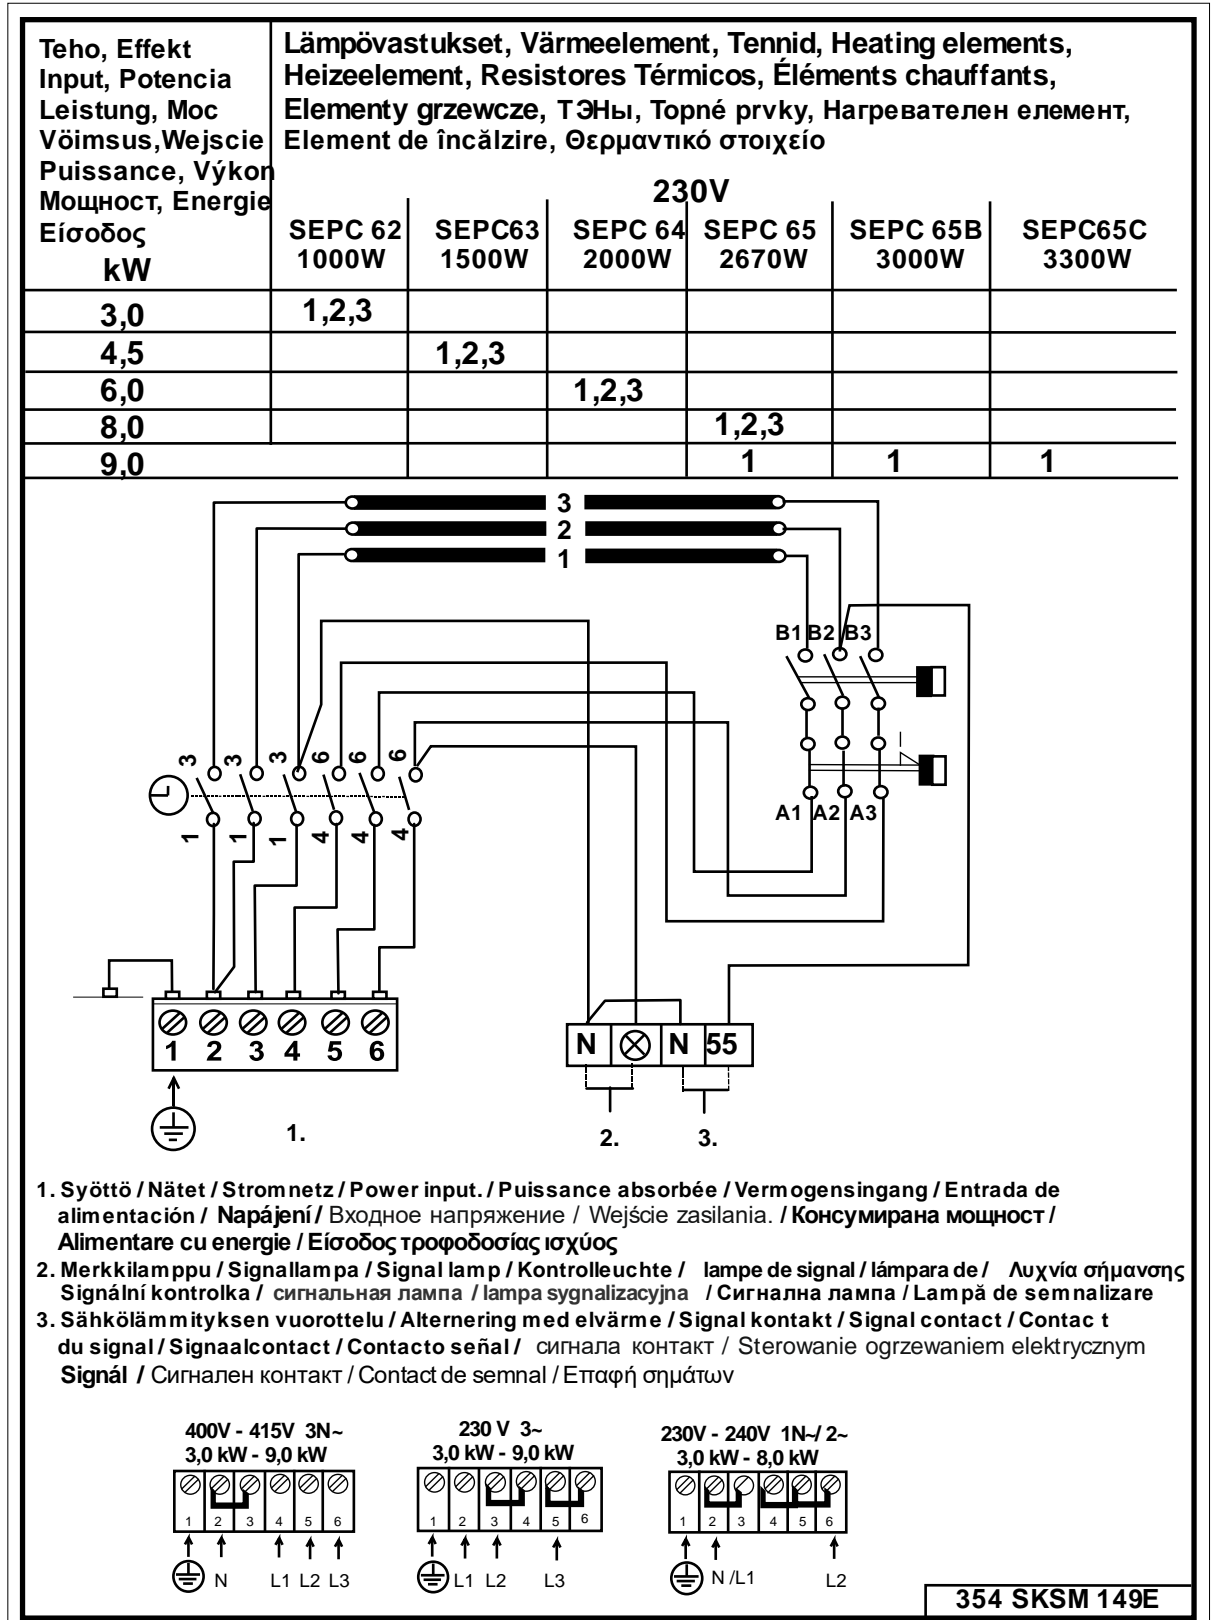 Teho, Effekt
Input, Potencia
Leistung, Moc
Vöimsus,Wejscie
Puissance, Výkon
Мощност, Energie
Είσοδος
kW
Lämpövastukset, Värmeelement, Tennid, Heating elements,
Heizeelement, Resistores Térmicos, Éléments chauffants,
Elementy grzewcze, ТЭНы, Topné prvky, Нагревателен елемент,
Element de încălzire, Θερμαντικό στοιχείο
230V
SEPC 62 SEPC63 SEPC 64 SEPC 65 SEPC 65B SEPC65C
1000W 1500W 2000W 2670W 3000W 3300W
3,0 1,2,3
4,5 1,2,3
6,0 1,2,3
8,0 1,2,3
9,0 1 1 1
3
2
1
B1 B2 B3
3 3 3 6 6 6
1 1 1 4 4 4
A1 A2 A3
1 2 3 4 5 6
N N 55
1.
2. 3.
1. Syöttö / Nätet / Stromnetz / Power input. / Puissance absorbée / Vermogensingang / Entrada de
alimentación / Napájení / Входное напряжение / Wejście zasilania. / Консумирана мощност /
Alimentare cu energie / Είσοδος τροφοδοσίας ισχύος
2. Merkkilamppu / Signallampa / Signal lamp / Kontrolleuchte / lampe de signal / lámpara de / Λυχνία σήμανσης
Signální kontrolka / сигнальная лампа / lampa sygnalizacyjna / Сигнална лампа / Lampă de semnalizare
3. Sähkölämmityksen vuorottelu / Alternering med elvärme / Signal kontakt / Signal contact / Contac t
du signal / Signaalcontact / Contacto señal / сигнала контакт / Sterowanie ogrzewaniem elektrycznym
Signál / Сигнален контакт / Contact de semnal / Επαφή σημάτων
400V - 415V 3N~
3,0 kW - 9,0 kW
1 2 3 4 5 6
N L1 L2 L3
230 V 3~
3,0 kW - 9,0 kW
1 2 3 4 5 6
L1 L2 L3
230V - 240V 1N~/ 2~
3,0 kW - 8,0 kW
1 2 3 4 5 6
N /L1 L2
354 SKSM 149E